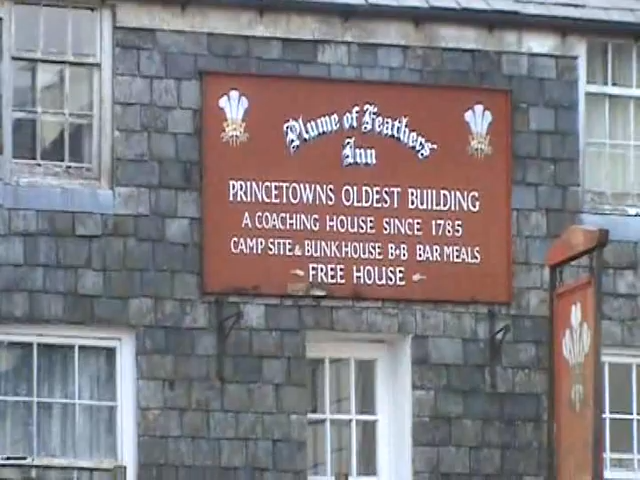 Plume of Feathers
Inn
PRINCETOWNS OLDEST BUILDING
A COACHING HOUSE SINCE 1785
CAMP SITE & BUNKHOUSE B+B BAR MEALS
FREE HOUSE